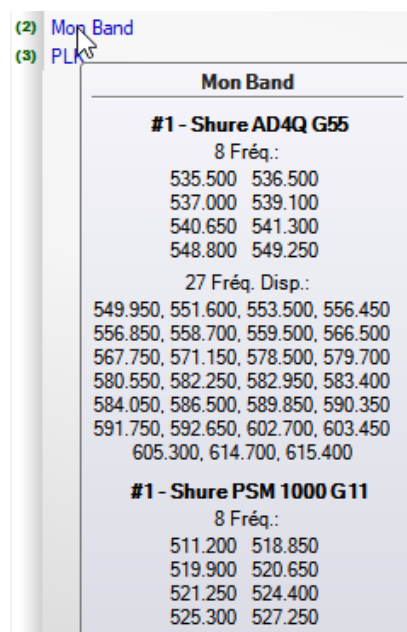 (2) Mon Band
(3) PLK
Mon Band
#1 - Shure AD4Q G55
8 Fréq.:
535.500 536.500
537.000 539.100
540.650 541.300
548.800 549.250
27 Fréq. Disp.:
549.950, 551.600, 553.500, 556.450
556.850, 558.700, 559.500, 566.500
567.750, 571.150, 578.500, 579.700
580.550, 582.250, 582.950, 583.400
584.050, 586.500, 589.850, 590.350
591.750, 592.650, 602.700, 603.450
605.300, 614.700, 615.400
#1 - Shure PSM 1000 G11
8 Fréq.:
511.200 518.850
519.900 520.650
521.250 524.400
525.300 527.250